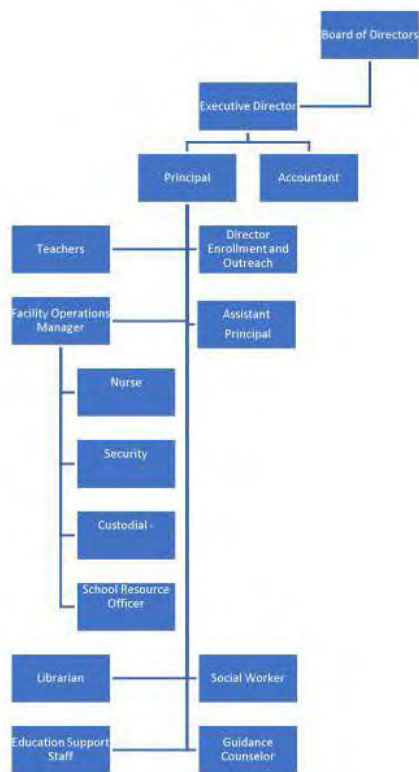 Board of Directors
Executive Director
Principal
Accountant
Teachers
Director
Enrollment and
Outreach
Facility Operations
Manager
Assistant
Principal
Nurse
Security
Custodial -
School Resource
Officer
Librarian
Social Worker
Education Support
Staff
Guidance
Counselor